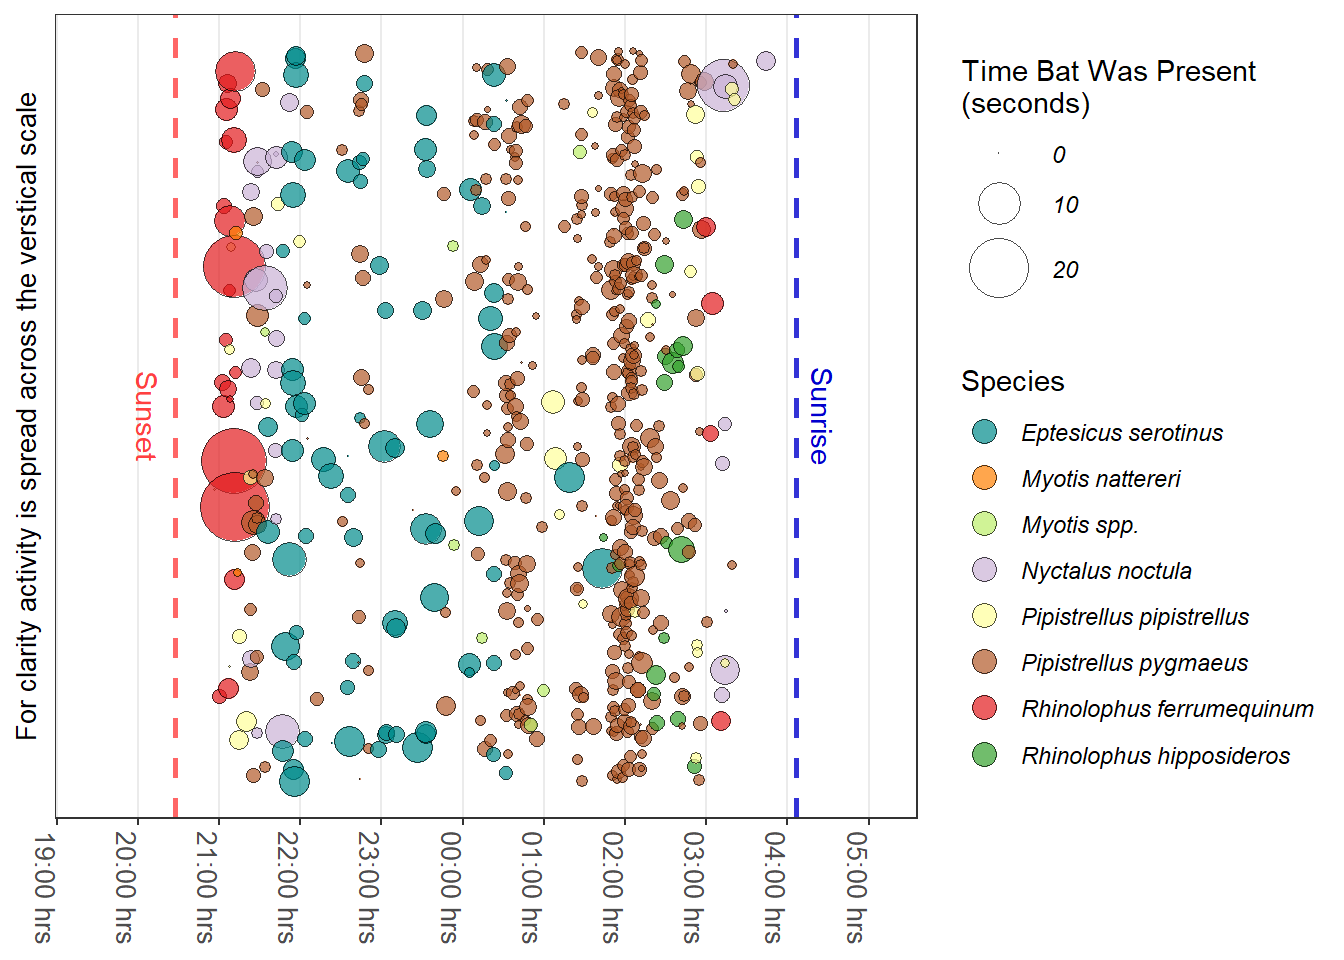 For clarity activity is spread across the verstical scale
Sunset
Sunrise
19:00 hrs
20:00 hrs
21:00 hrs
22:00 hrs
23:00 hrs
00:00 hrs
01:00 hrs
02:00 hrs
03:00 hrs
04:00 hrs
05:00 hrs
Time Bat Was Present
(seconds)
0
10
20
Species
Eptesicus serotinus
Myotis nattereri
Myotis spp.
Nyctalus noctula
Pipistrellus pipistrellus
Pipistrellus pygmaeus
Rhinolophus ferrumequinum
Rhinolophus hipposideros